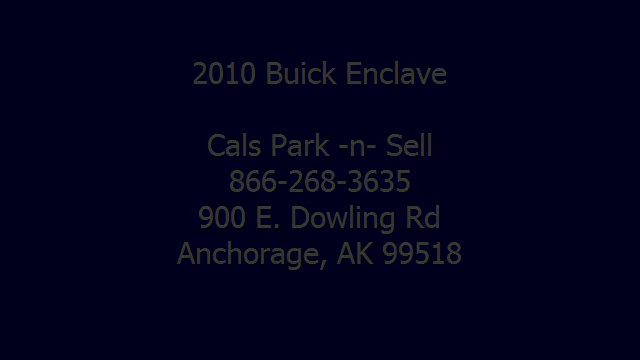 2010 Buick Enclave
Cals Park -n- Sell
866-268-3635
900 E. Dowling Rd
Anchorage, AK 99518